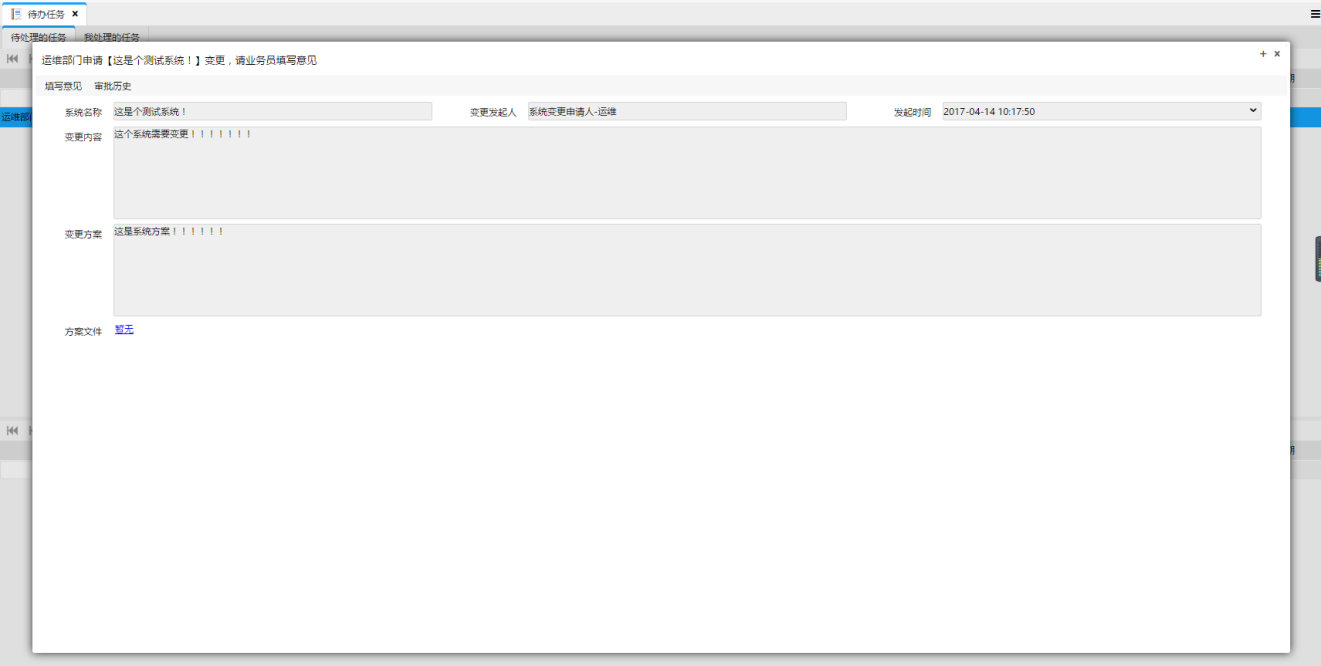 待办任务
待处理的任务 我处理的任务
运维部门申请【这是个测试系统！】变更，请业务员填写意见
填写意见 审批历史
系统名称 这是个测试系统！ 变更发起人 系统变更申请人-运维 发起时间 2017-04-14 10:17:50
运维部
变更内容 这个系统需要变更！！！！！！！
变更方案 这是系统方案！！！！！！
方案文件 暂无